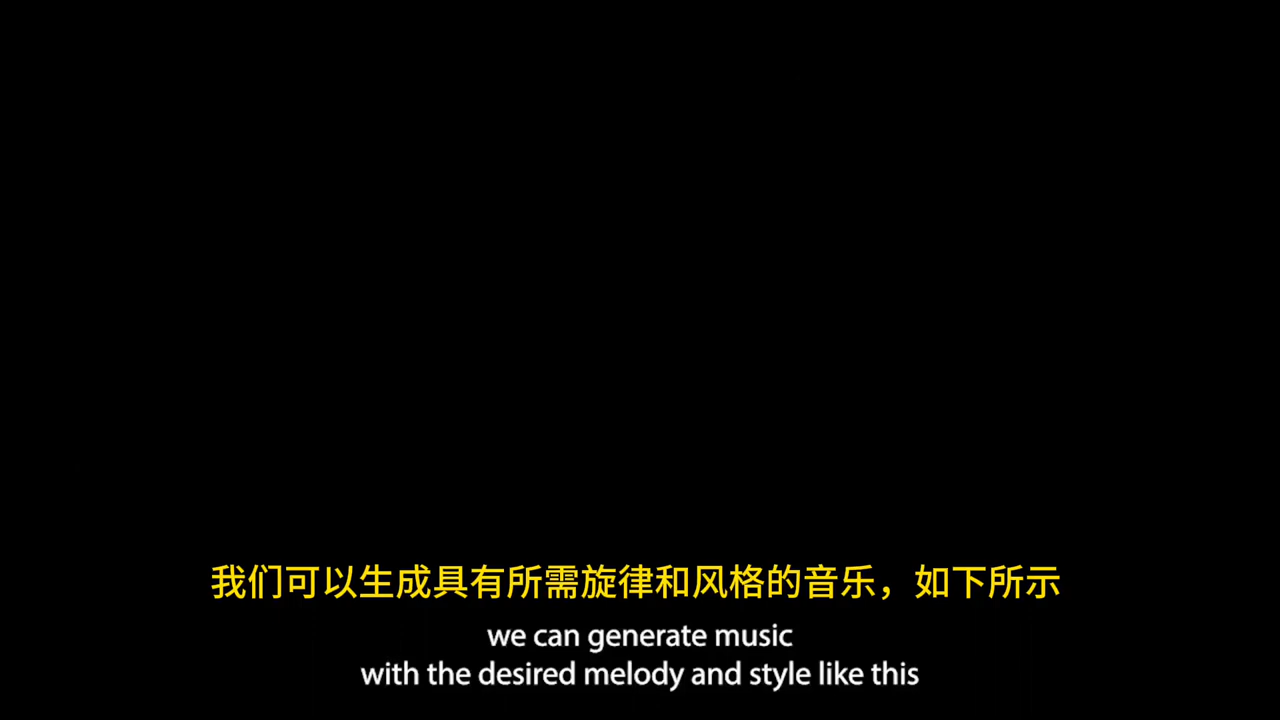 我们可以生成具有所需旋律和风格的音乐，如下所示
we can generate music
with the desired melody and style like this